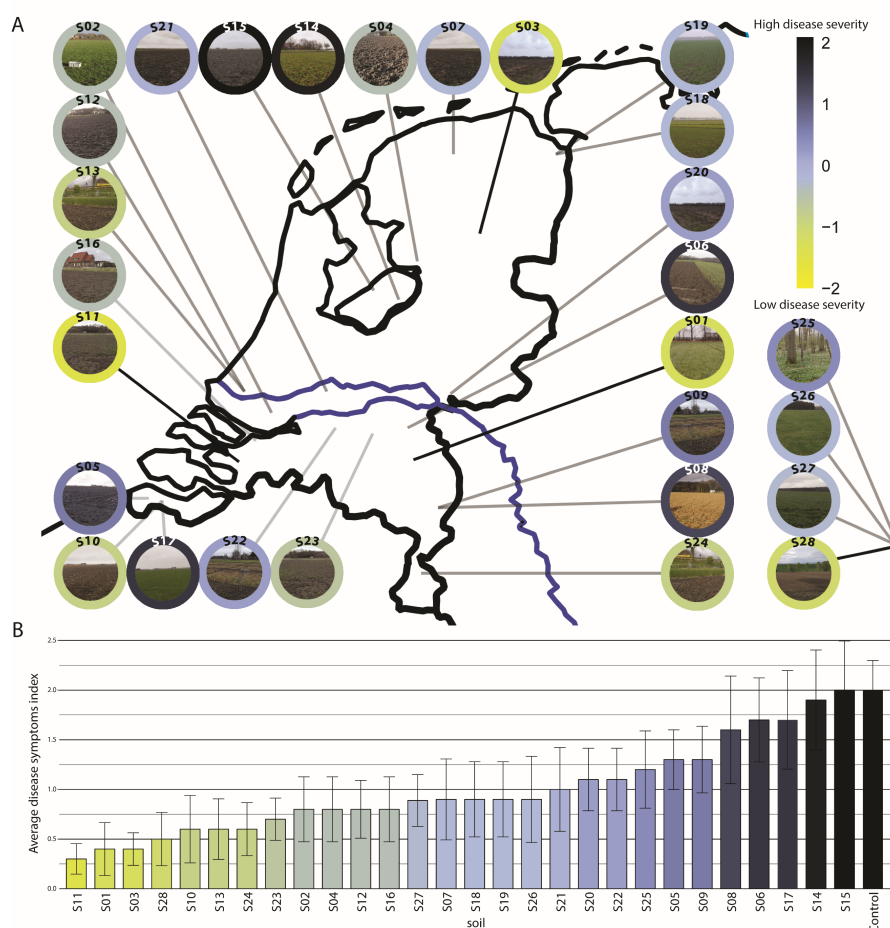 A
S02
S21
S15
S14
S04
S07
S03
S19
High disease severity
2
1
0
−1
−2
Low disease severity
S12
S18
S13
S20
S16
S06
S11
S01
S25
S09
S26
S05
S08
S27
S10
S17
S22
S23
S24
S28
B
Average disease symptoms index
2.5
2.0
1.5
1.0
0.5
0.0
S11
S01
S03
S28
S10
S13
S24
S23
S02
S04
S12
S16
S27
S07
S18
S19
S26
S21
S20
S22
S25
S05
S09
S08
S06
S17
S14
S15
Control
soil